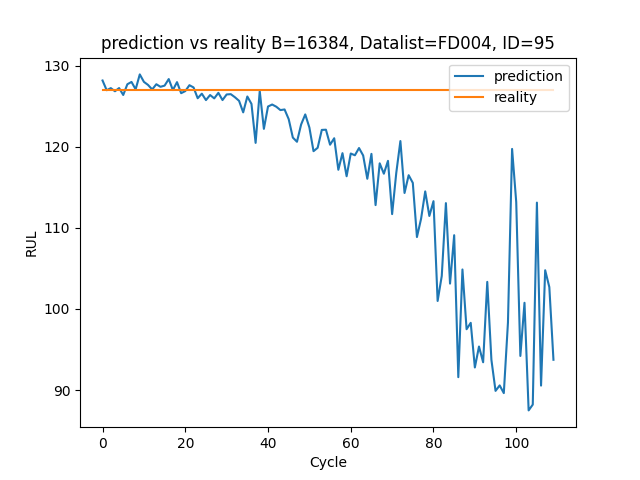 prediction vs reality B=16384, Datalist=FD004, ID=95
130
120
110
100
90
RUL
prediction
reality
0 20 40 60 80 100
Cycle